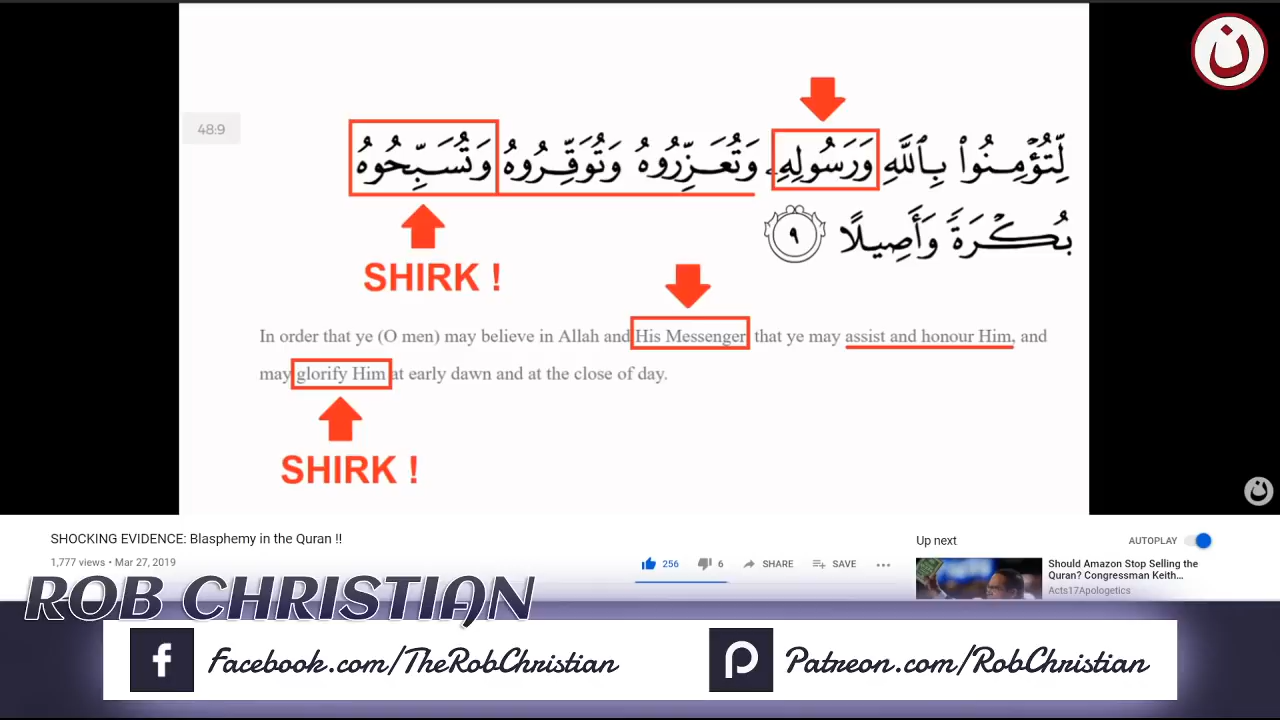 ن
48:9
لِّتُؤْمِنُوا۟ بِٱللَّهِ وَرَسُولِهِۦ وَتُعَزِّرُوهُ وَتُوَقِّرُوهُ وَتُسَبِّحُوهُ
بُكْرَةً وَأَصِيلًا ٩
SHIRK !
In order that ye (O men) may believe in Allah and His Messenger that ye may assist and honour Him, and
may glorify Him at early dawn and at the close of day.
SHIRK !
ن
SHOCKING EVIDENCE: Blasphemy in the Quran !!
1,777 views • Mar 27, 2019
256 6 SHARE SAVE
Up next AUTOPLAY
Should Amazon Stop Selling the
Quran? Congressman Keith...
Acts17Apologetics
ROB CHRISTIAN
Facebook.com/TheRobChristian
Patreon.com/RobChristian